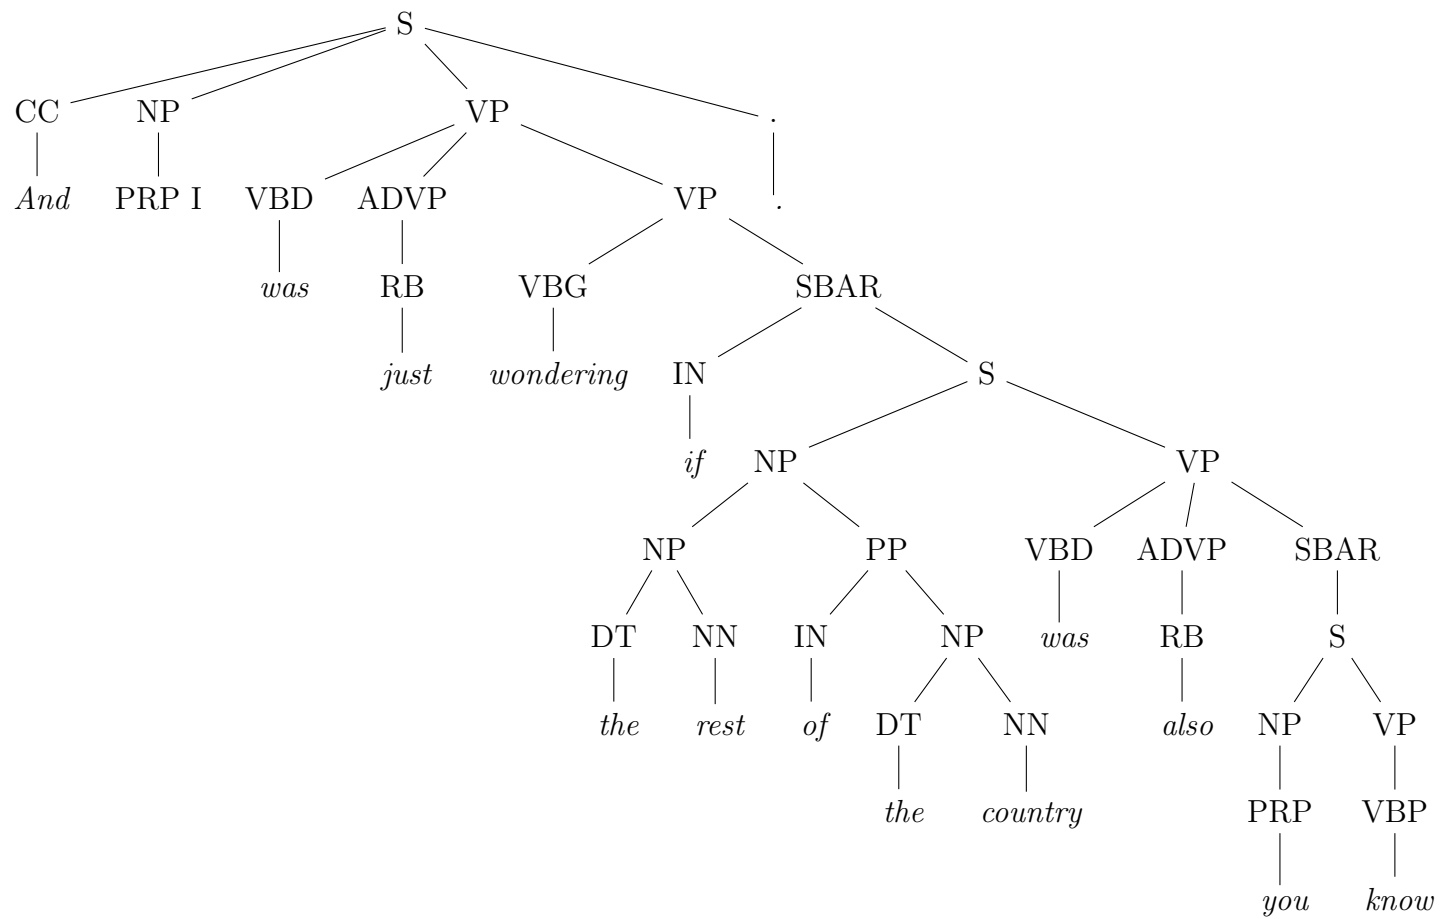 S
CC NP VP .
And PRP I VBD ADVP VP .
was RB VBG SBAR
just wondering IN S
if NP VP
NP PP VBD ADVP SBAR
DT NN IN NP was RB S
the rest of DT NN also NP VP
the country PRP VBP
you know